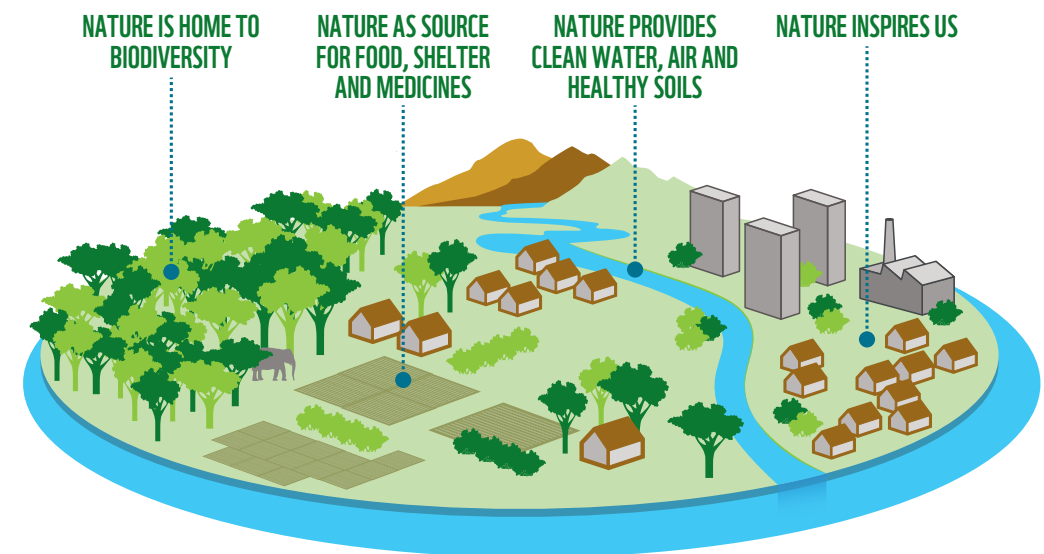 NATURE IS HOME TO
BIODIVERSITY
NATURE AS SOURCE
FOR FOOD, SHELTER
AND MEDICINES
NATURE PROVIDES
CLEAN WATER, AIR AND
HEALTHY SOILS
NATURE INSPIRES US